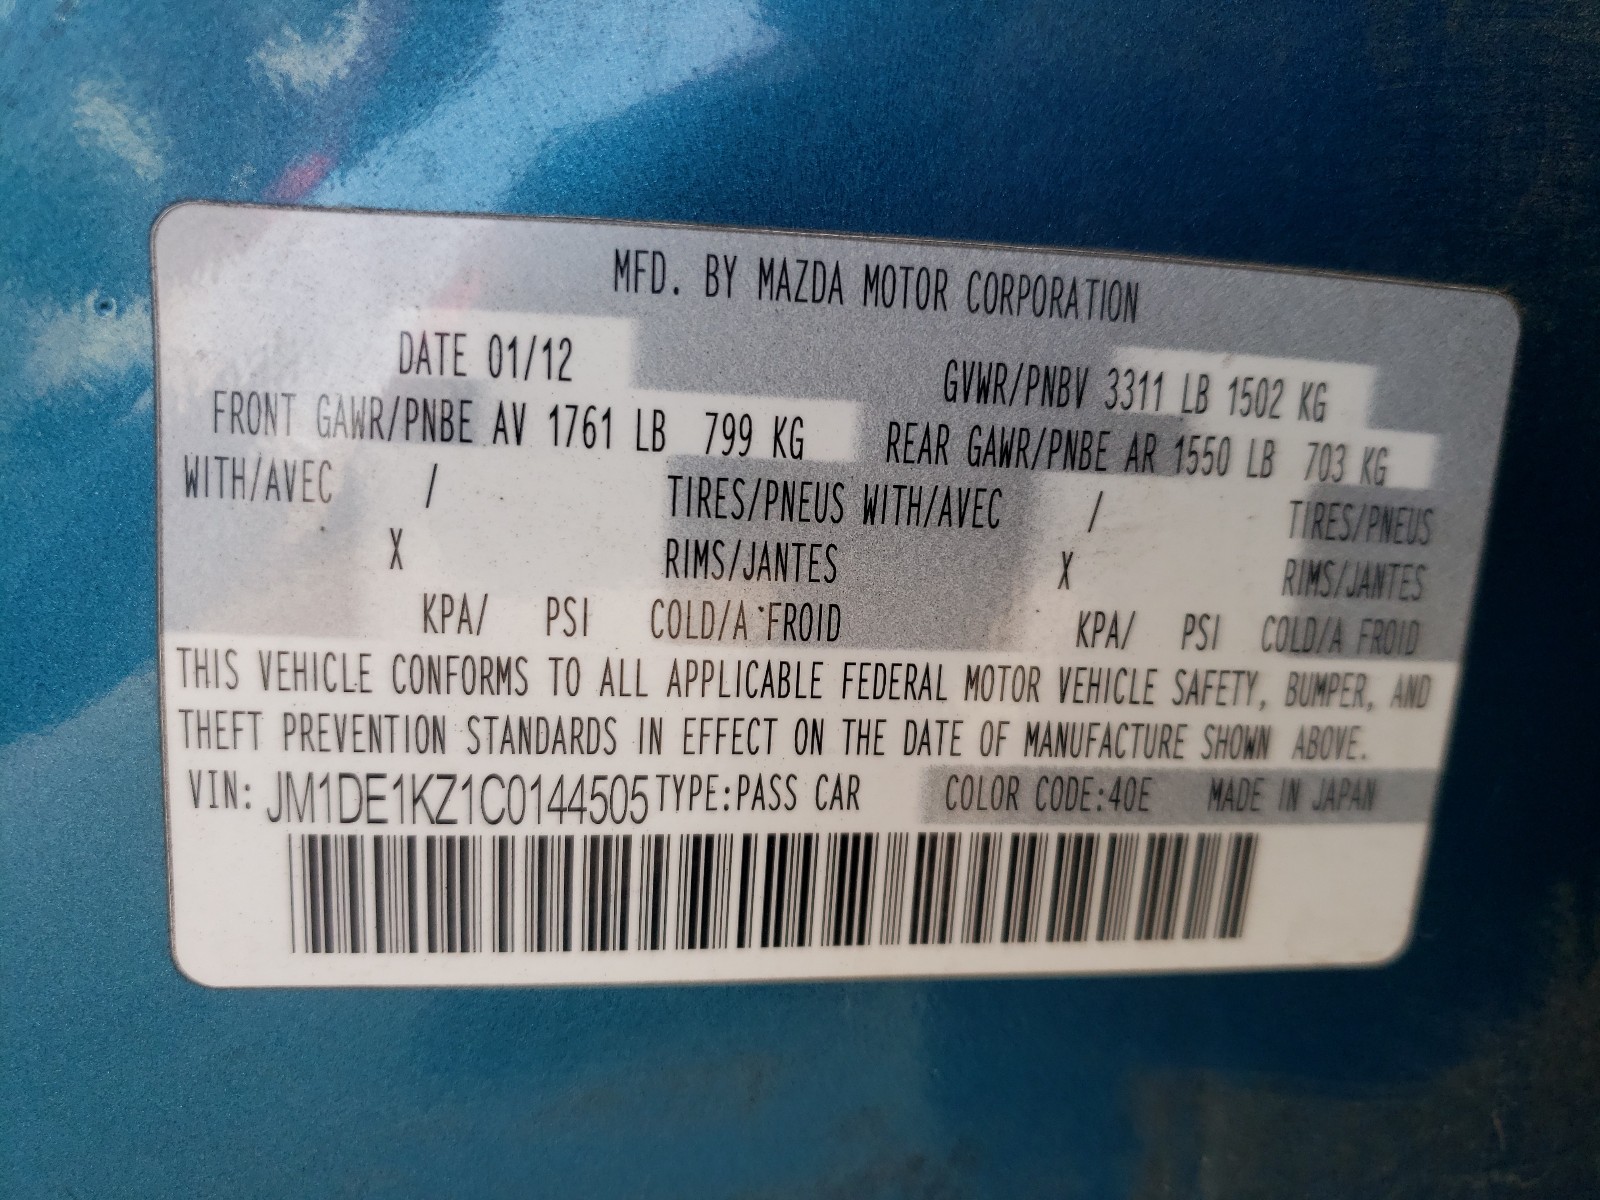 MFD. BY MAZDA MOTOR CORPORATION
DATE 01/12 GVWR/PNBV 3311 LB 1502 KG
FRONT GAWR/PNBE AV 1761 LB 799 KG REAR GAWR/PNBE AR 1550 LB 703 KG
WITH/AVEC / TIRES/PNEUS WITH/AVEC / TIRES/PNEUS
X RIMS/JANTES X RIMS/JANTES
KPA/ PSI COLD/A FROID KPA/ PSI COLD/A FROID
THIS VEHICLE CONFORMS TO ALL APPLICABLE FEDERAL MOTOR VEHICLE SAFETY, BUMPER, AND
THEFT PREVENTION STANDARDS IN EFFECT ON THE DATE OF MANUFACTURE SHOWN ABOVE.
VIN: JM1DE1KZ1C0144505 TYPE:PASS CAR COLOR CODE:40E MADE IN JAPAN